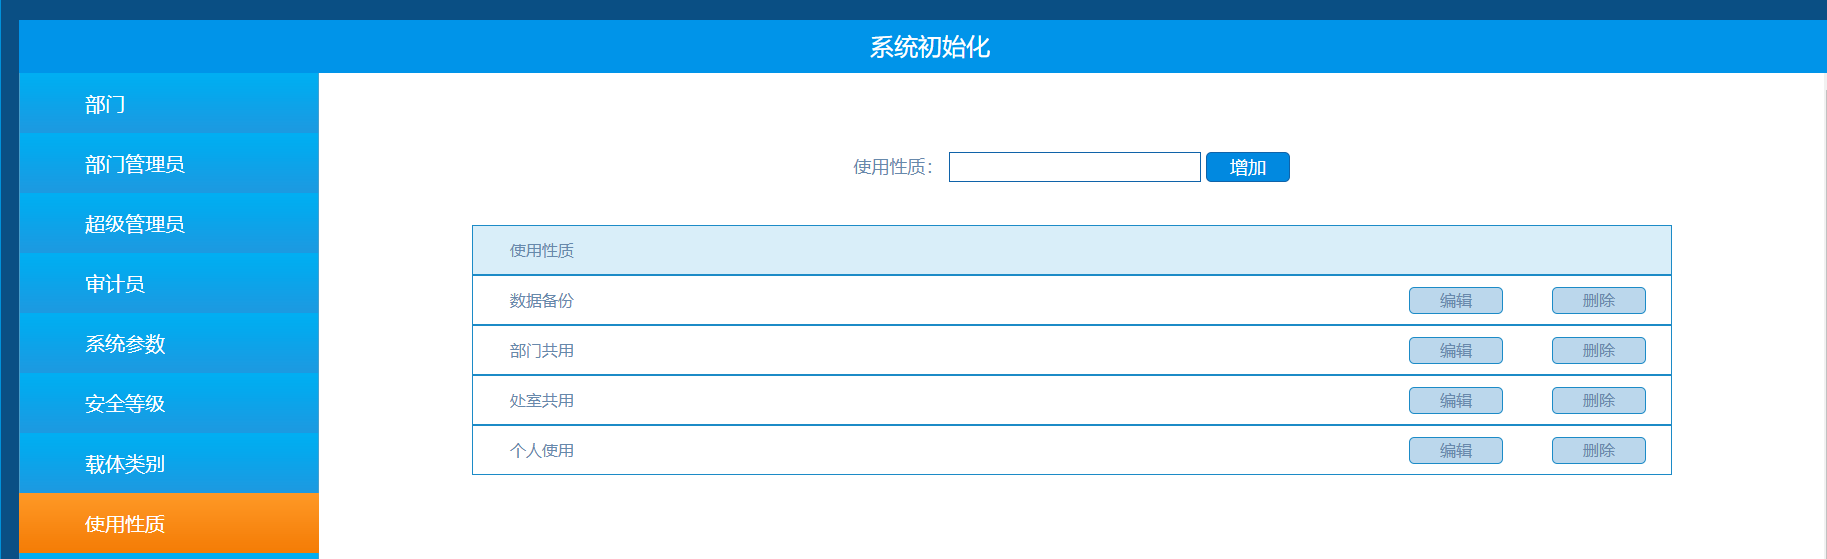 系统初始化
部门
部门管理员
超级管理员
审计员
系统参数
安全等级
载体类别
使用性质
使用性质： 增加
使用性质
数据备份 编辑 删除
部门共用 编辑 删除
处室共用 编辑 删除
个人使用 编辑 删除